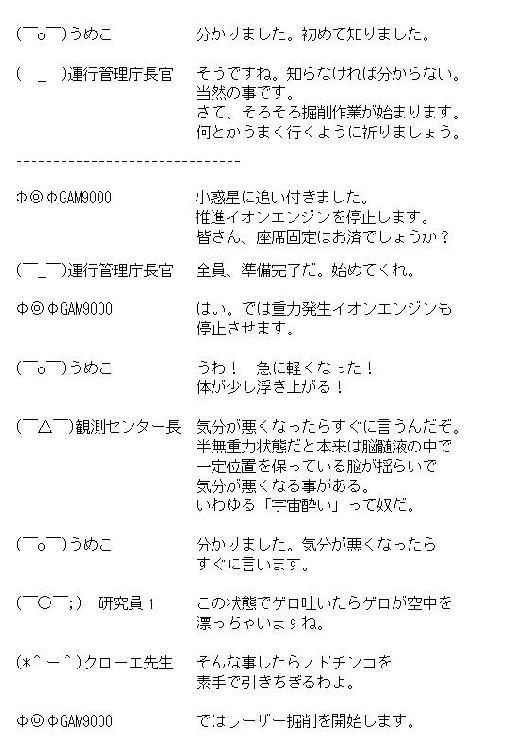 (￣o￣)うめこ 分かりました。初めて知りました。
(　_　)運行管理庁長官 そうですね。知らなければ分からない。
当然の事です。
さて、そろそろ掘削作業が始まります。
何とかうまく行くように祈りましょう。
------------------------------
Φ◎ΦGAM9000 小惑星に追い付きました。
推進イオンエンジンを停止します。
皆さん、座席固定はお済でしょうか？
(￣_￣)運行管理庁長官 全員、準備完了だ。始めてくれ。
Φ◎ΦGAM9000 はい。では重力発生イオンエンジンも
停止させます。
(￣o￣)うめこ うわ！　急に軽くなった！
体が少し浮き上がる！
(￣△￣)観測センター長 気分が悪くなったらすぐに言うんだぞ。
半無重力状態だと本来は脳髄液の中で
一定位置を保っている脳が揺らいで
気分が悪くなる事がある。
いわゆる「宇宙酔い」って奴だ。
(￣o￣)うめこ 分かりました。気分が悪くなったら
すぐに言います。
(￣○￣;)　研究員１ この状態でゲロ吐いたらゲロが空中を
漂っちゃいますね。
(*＾ー＾)クローエ先生 そんな事したらノドチンコを
素手で引きちぎるわよ。
Φ◎ΦGAM9000 ではレーザー掘削を開始します。